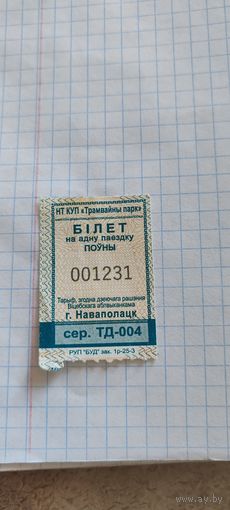 НТ КУП «Трамвайны парк»
БІЛЕТ
на адну паездку
ПОЎНЫ
001231
Тарыф, згодна дзеючага рашэння
Віцебскага аблвыканкама
г. Наваполацк
сер. ТД-004
РУП "БУД" зак. 1р-25-3
www.ay.by